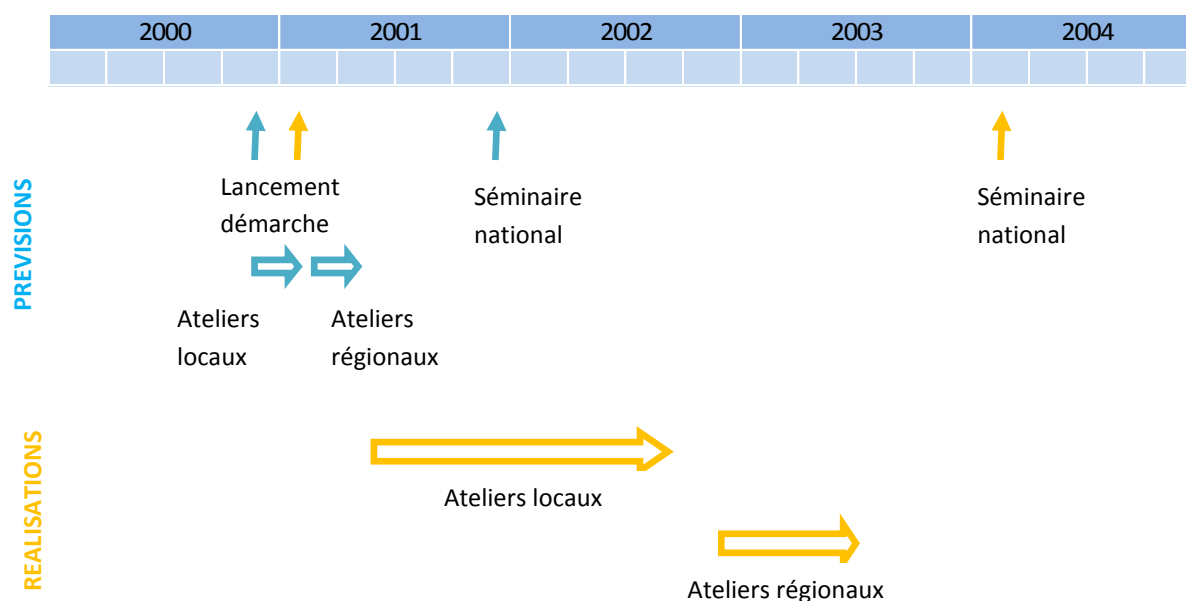 2000 2001 2002 2003 2004
PREVISIONS
Lancement
démarche
Séminaire
national
Séminaire
national
Ateliers
locaux
Ateliers
régionaux
REALISATIONS
Ateliers locaux
Ateliers régionaux